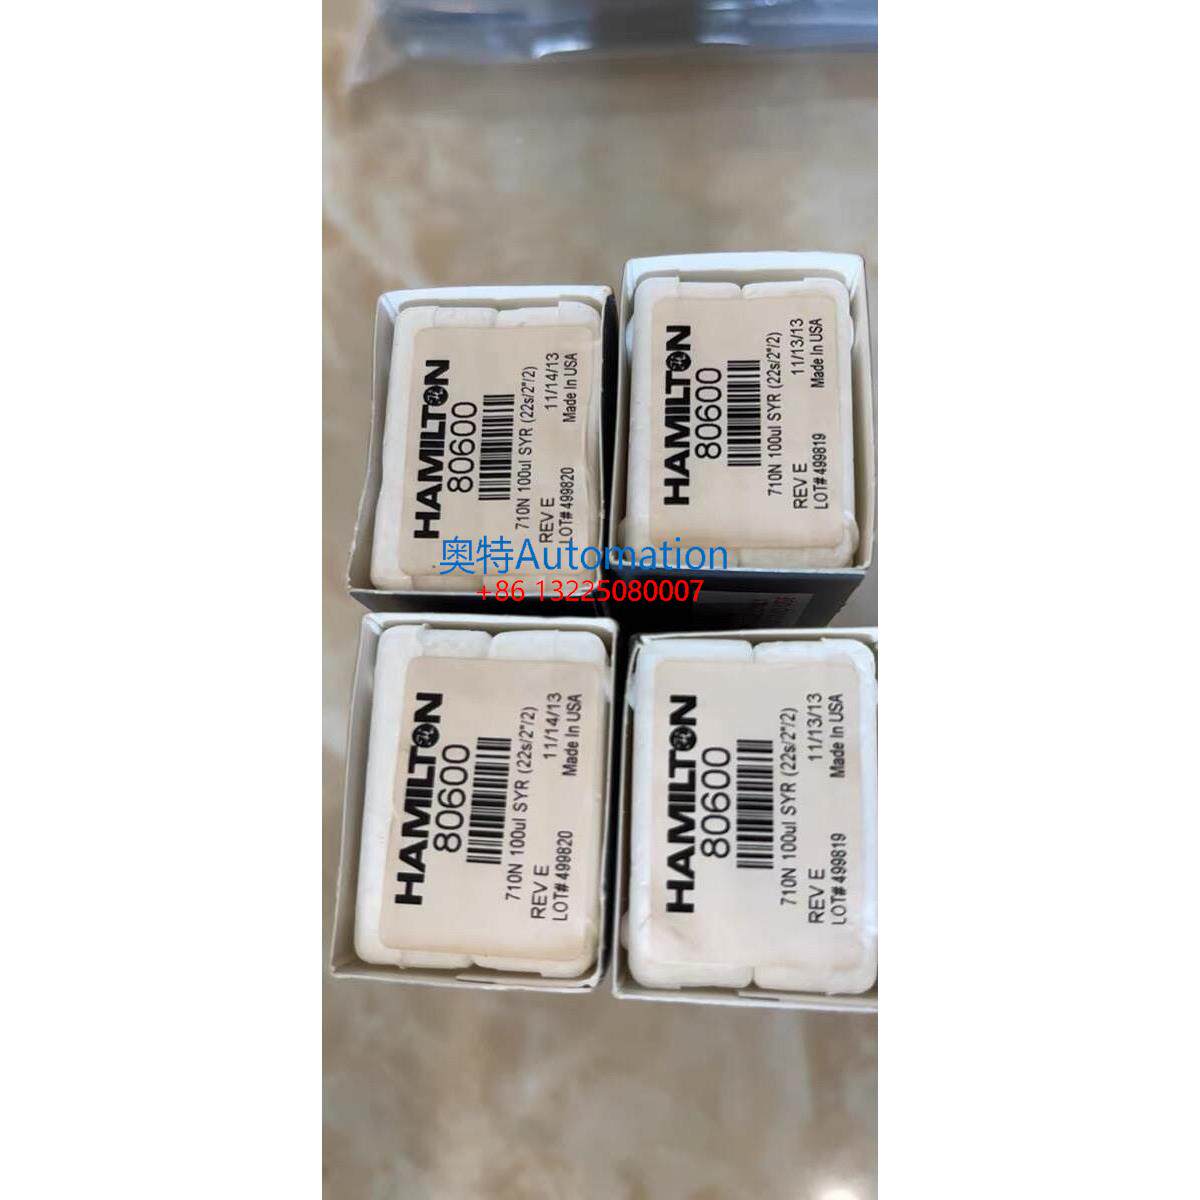 HAMILTON
80600
710N 100ul SYR (22s/2"/2)
REV E 11/14/13
LOT# 499820 Made In USA
HAMILTON
80600
710N 100ul SYR (22s/2"/2)
REV E 11/13/13
LOT# 499819 Made In USA
奥特Automation
+86 13225080007
HAMILTON
80600
710N 100ul SYR (22s/2"/2)
REV E 11/14/13
LOT# 499820 Made In USA
HAMILTON
80600
710N 100ul SYR (22s/2"/2)
REV E 11/13/13
LOT# 499819 Made In USA